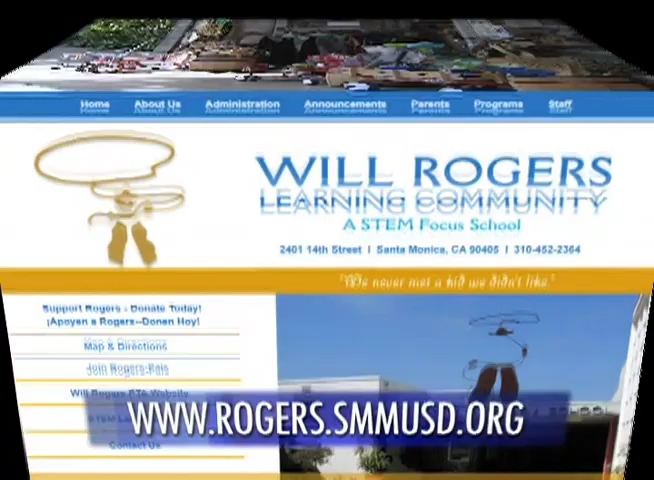 Home About Us Administration Announcements Parents Programs Staff
WILL ROGERS
LEARNING COMMUNITY
A STEM Focus School
2401 14th Street | Santa Monica, CA 90405 | 310-452-2364
"We never met a kid we didn't like."
Support Rogers - Donate Today!
¡Apoyen a Rogers--Donen Hoy!
Map & Directions
Join Rogers-Pals
Will Rogers PTA Website
STEM
Contact Us
SCHOOL
WWW.ROGERS.SMMUSD.ORG